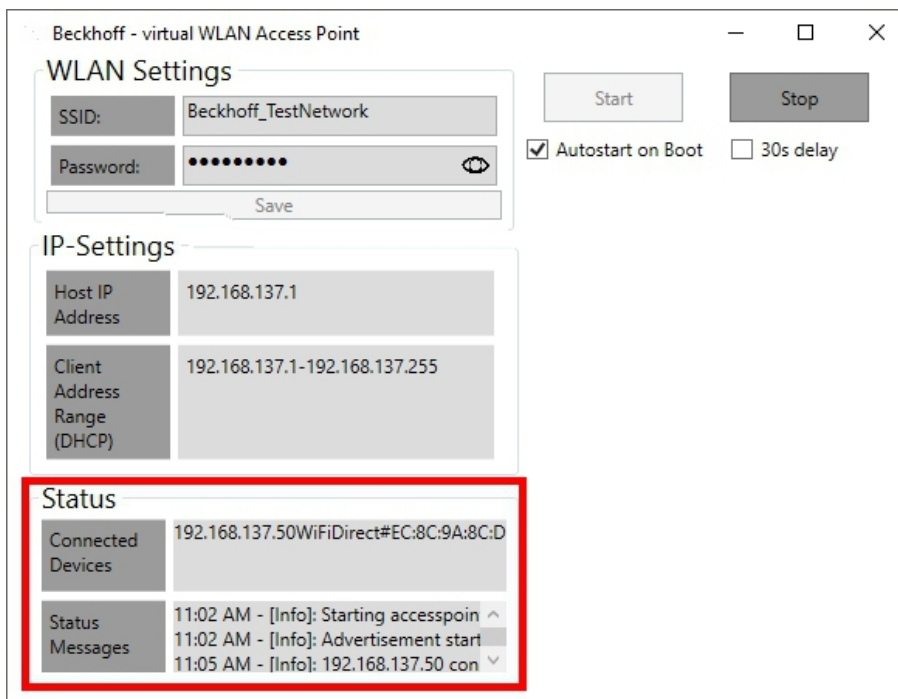 Beckhoff - virtual WLAN Access Point
WLAN Settings
SSID:
Beckhoff_TestNetwork
Password:
●●●●●●●●●
Save
Start
Stop
Autostart on Boot
30s delay
IP-Settings
Host IP
Address
192.168.137.1
Client
Address
Range
(DHCP)
192.168.137.1-192.168.137.255
Status
Connected
Devices
192.168.137.50WiFiDirect#EC:8C:9A:8C:D
Status
Messages
11:02 AM - [Info]: Starting accesspoin
11:02 AM - [Info]: Advertisement start
11:05 AM - [Info]: 192.168.137.50 con